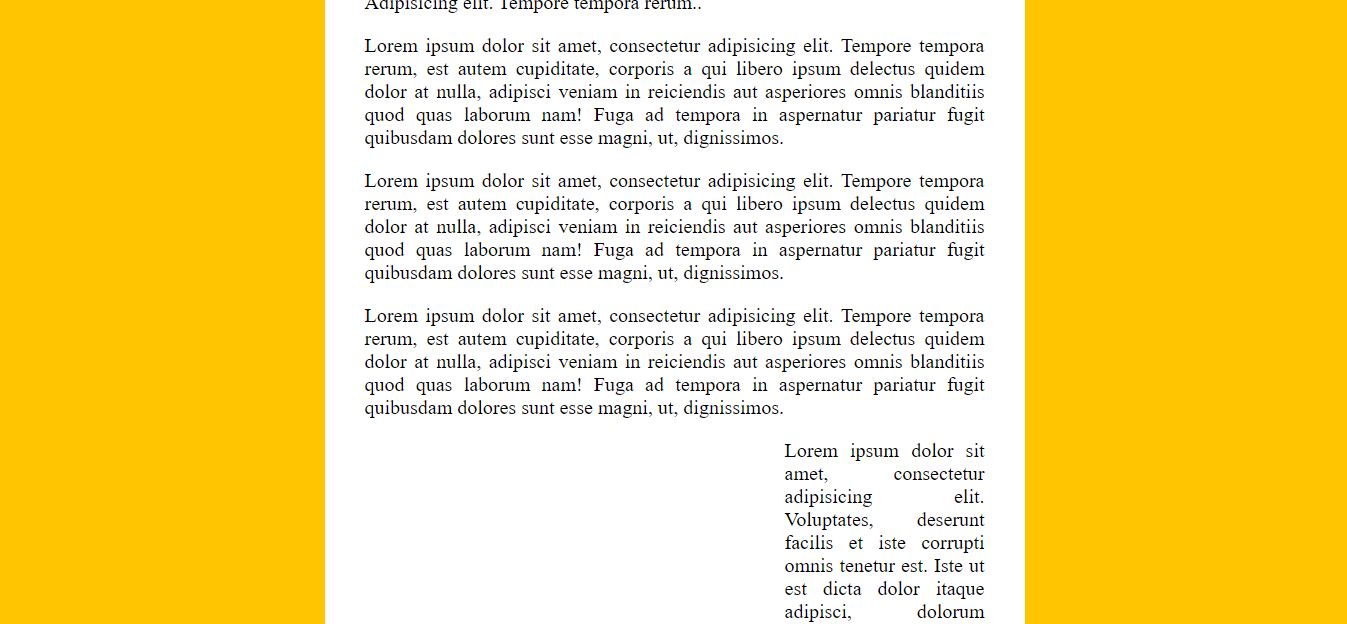 Adipisicing elit. Tempore tempora rerum..
Lorem ipsum dolor sit amet, consectetur adipisicing elit. Tempore tempora
rerum, est autem cupiditate, corporis a qui libero ipsum delectus quidem
dolor at nulla, adipisci veniam in reiciendis aut asperiores omnis blanditiis
quod quas laborum nam! Fuga ad tempora in aspernatur pariatur fugit
quibusdam dolores sunt esse magni, ut, dignissimos.
Lorem ipsum dolor sit amet, consectetur adipisicing elit. Tempore tempora
rerum, est autem cupiditate, corporis a qui libero ipsum delectus quidem
dolor at nulla, adipisci veniam in reiciendis aut asperiores omnis blanditiis
quod quas laborum nam! Fuga ad tempora in aspernatur pariatur fugit
quibusdam dolores sunt esse magni, ut, dignissimos.
Lorem ipsum dolor sit amet, consectetur adipisicing elit. Tempore tempora
rerum, est autem cupiditate, corporis a qui libero ipsum delectus quidem
dolor at nulla, adipisci veniam in reiciendis aut asperiores omnis blanditiis
quod quas laborum nam! Fuga ad tempora in aspernatur pariatur fugit
quibusdam dolores sunt esse magni, ut, dignissimos.
Lorem ipsum dolor sit
amet, consectetur
adipisicing elit.
Voluptates, deserunt
facilis et iste corrupti
omnis tenetur est. Iste ut
est dicta dolor itaque
adipisci, dolorum